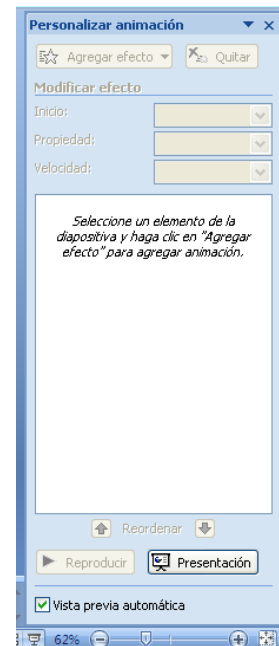 Personalizar animación
Agregar efecto
Quitar
Modificar efecto
Inicio:
Propiedad:
Velocidad:
Seleccione un elemento de la
diapositiva y haga clic en "Agregar
efecto" para agregar animación.
Reordenar
Reproducir
Presentación
Vista previa automática
62%